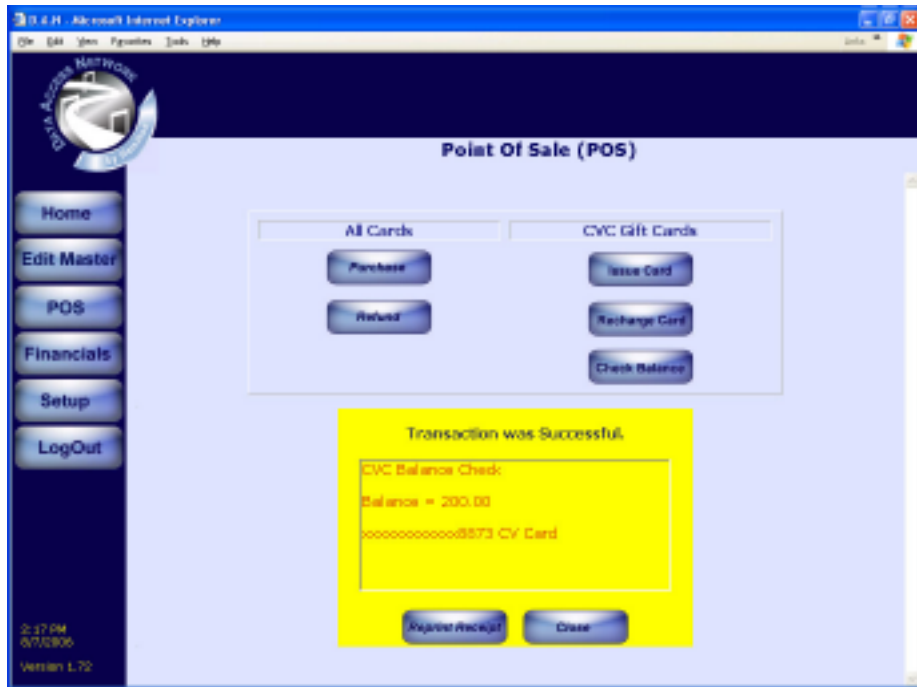 D.A.N - Microsoft Internet Explorer
File Edit View Favorites Tools Help
DATA ACCESS NETWORK
Point Of Sale (POS)
Home
Edit Master
POS
Financials
Setup
LogOut
All Cards
CVC Gift Cards
Purchase
Issue Card
Refund
Recharge Card
Check Balance
Transaction was Successful.
CVC Balance Check
Balance = 200.00
CV Card
Reprint Receipt
Close
2:17 PM
Version 1.72